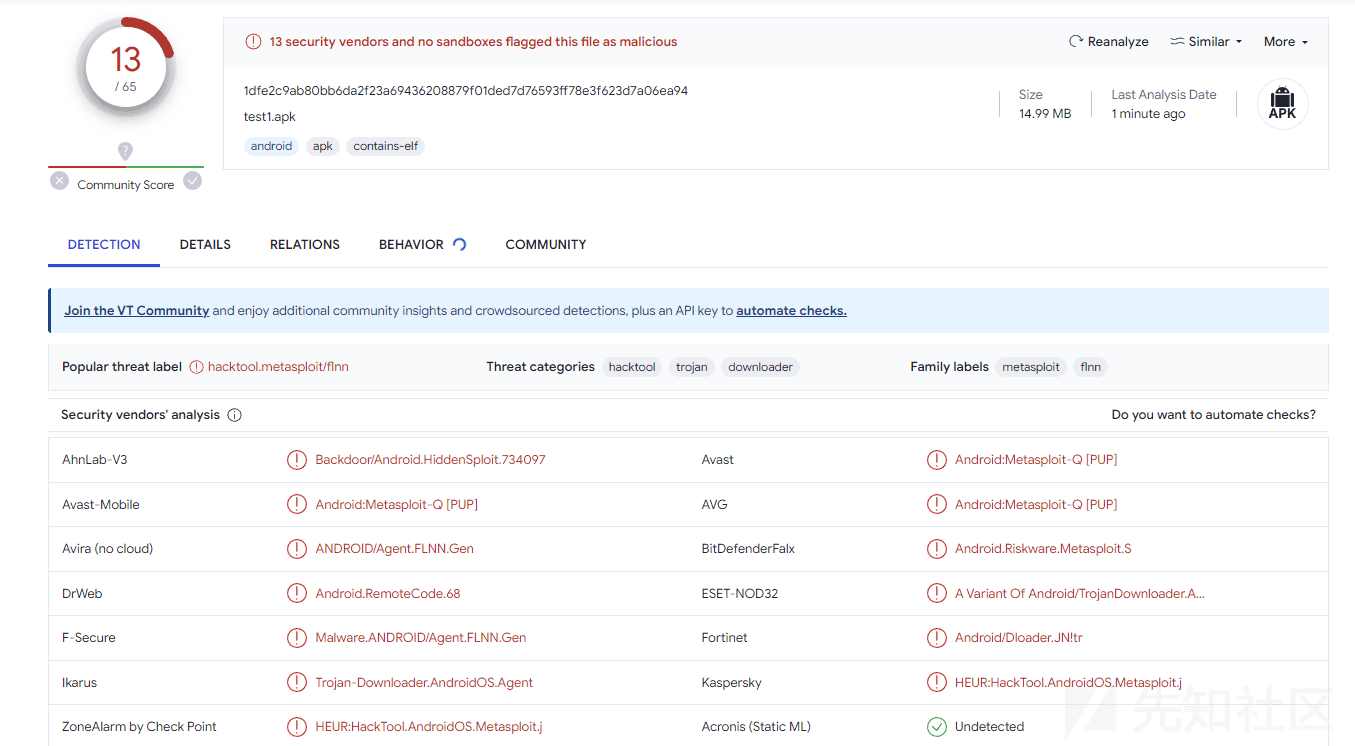 13
/ 65
Community Score
13 security vendors and no sandboxes flagged this file as malicious
Reanalyze
Similar
More
1dfe2c9ab80bb6da2f23a69436208879f01ded7d76593ff78e3f623d7a06ea94
test1.apk
android apk contains-elf
Size
14.99 MB
Last Analysis Date
1 minute ago
APK
DETECTION DETAILS RELATIONS BEHAVIOR COMMUNITY
Join the VT Community and enjoy additional community insights and crowdsourced detections, plus an API key to automate checks.
Popular threat label hacktool.metasploit/flnn Threat categories hacktool trojan downloader Family labels metasploit flnn
Security vendors' analysis Do you want to automate checks?
AhnLab-V3 Backdoor/Android.HiddenSploit.734097 Avast Android:Metasploit-Q [PUP]
Avast-Mobile Android:Metasploit-Q [PUP] AVG Android:Metasploit-Q [PUP]
Avira (no cloud) ANDROID/Agent.FLNN.Gen BitDefenderFalx Android.Riskware.Metasploit.S
DrWeb Android.RemoteCode.68 ESET-NOD32 A Variant Of Android/TrojanDownloader.A...
F-Secure Malware.ANDROID/Agent.FLNN.Gen Fortinet Android/Dloader.JN!tr
Ikarus Trojan-Downloader.AndroidOS.Agent Kaspersky HEUR:HackTool.AndroidOS.Metasploit.j
ZoneAlarm by Check Point HEUR:HackTool.AndroidOS.Metasploit.j Acronis (Static ML) Undetected
先知社区